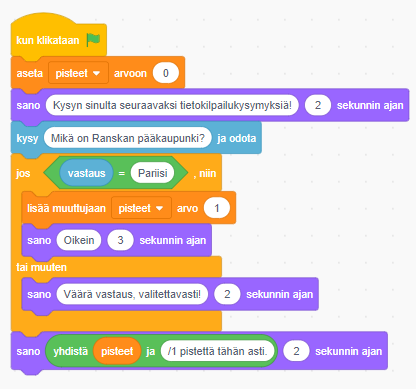 kun klikataan
aseta pisteet arvoon 0
sano Kysyn sinulta seuraavaksi tietokilpailukysymyksiä! 2 sekunnin ajan
kysy Mikä on Ranskan pääkaupunki? ja odota
jos vastaus = Pariisi , niin
lisää muuttujaan pisteet arvo 1
sano Oikein 3 sekunnin ajan
tai muuten
sano Väärä vastaus, valitettavasti! 2 sekunnin ajan
sano yhdistä pisteet ja /1 pistettä tähän asti. 2 sekunnin ajan